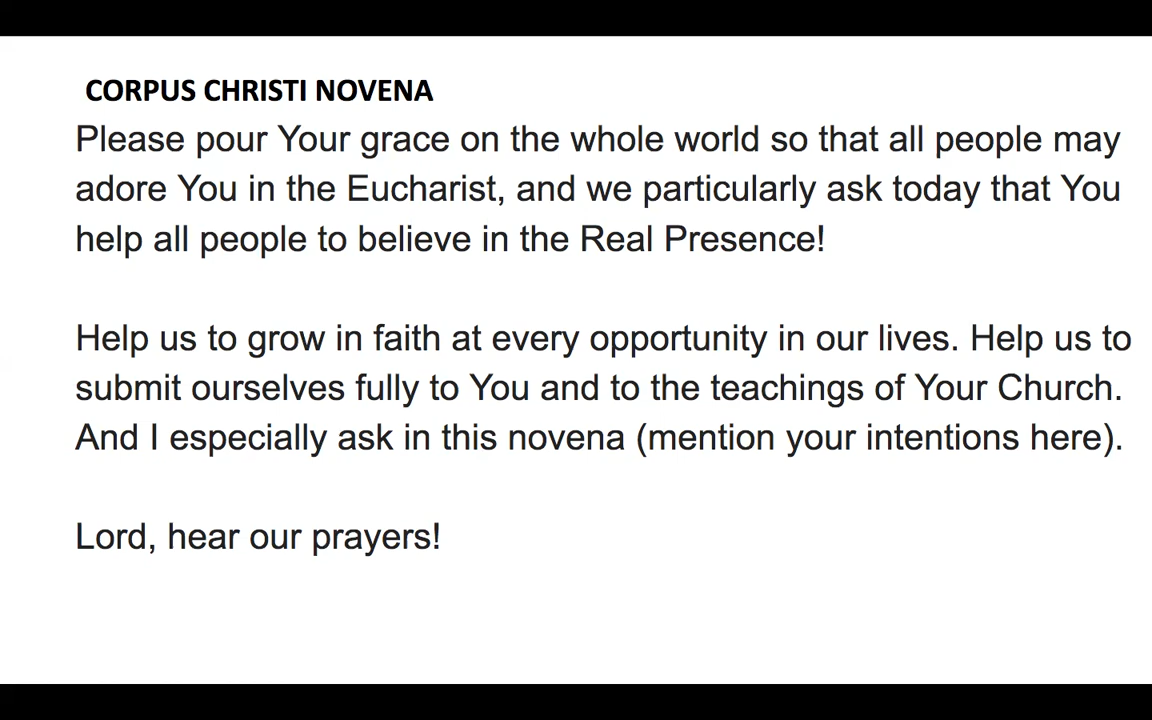 CORPUS CHRISTI NOVENA
Please pour Your grace on the whole world so that all people may
adore You in the Eucharist, and we particularly ask today that You
help all people to believe in the Real Presence!
Help us to grow in faith at every opportunity in our lives. Help us to
submit ourselves fully to You and to the teachings of Your Church.
And I especially ask in this novena (mention your intentions here).
Lord, hear our prayers!